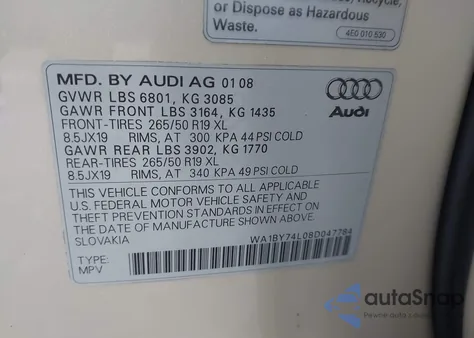 or Dispose as Hazardous
Waste.
4E0 010 530
MFD. BY AUDI AG 01 08
GVWR LBS 6801, KG 3085
GAWR FRONT LBS 3164, KG 1435
FRONT-TIRES 265/50 R19 XL
8.5JX19 RIMS, AT 300 KPA 44 PSI COLD
GAWR REAR LBS 3902, KG 1770
REAR-TIRES 265/50 R19 XL
8.5JX19 RIMS, AT 340 KPA 49 PSI COLD
Audi
THIS VEHICLE CONFORMS TO ALL APPLICABLE
U.S. FEDERAL MOTOR VEHICLE SAFETY AND
THEFT PREVENTION STANDARDS IN EFFECT ON
THE DATE OF MANUFACTURE SHOWN ABOVE.
SLOVAKIA
WA1BY74L08D047764
TYPE:
MPV
autoSnap